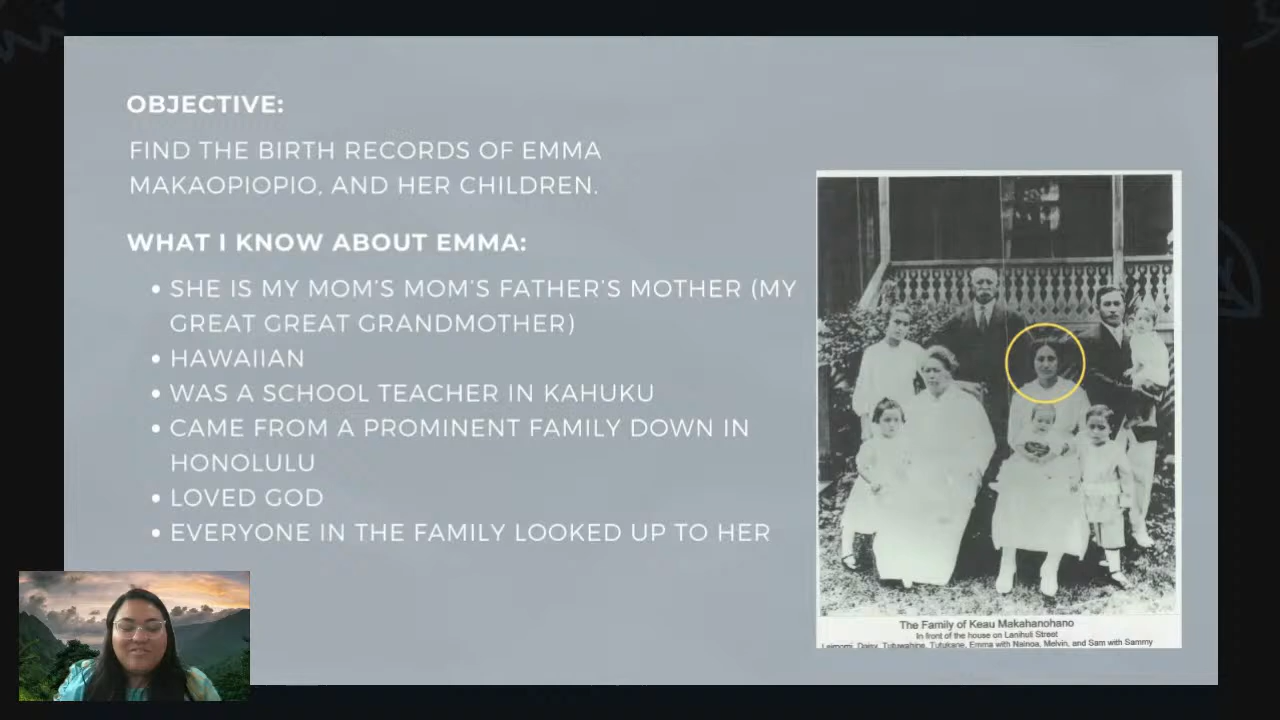 OBJECTIVE:
FIND THE BIRTH RECORDS OF EMMA
MAKAOPIOPIO, AND HER CHILDREN.
WHAT I KNOW ABOUT EMMA:
• SHE IS MY MOM'S MOM'S FATHER'S MOTHER (MY
GREAT GREAT GRANDMOTHER)
• HAWAIIAN
• WAS A SCHOOL TEACHER IN KAHUKU
• CAME FROM A PROMINENT FAMILY DOWN IN
HONOLULU
• LOVED GOD
• EVERYONE IN THE FAMILY LOOKED UP TO HER
The Family of Keau Makahanohano
In front of the house on Lanihuli Street
Leimomi, Daisy, Tutuwahine, Tutukane, Emma with Nainoa, Melvin, and Sam with Sammy